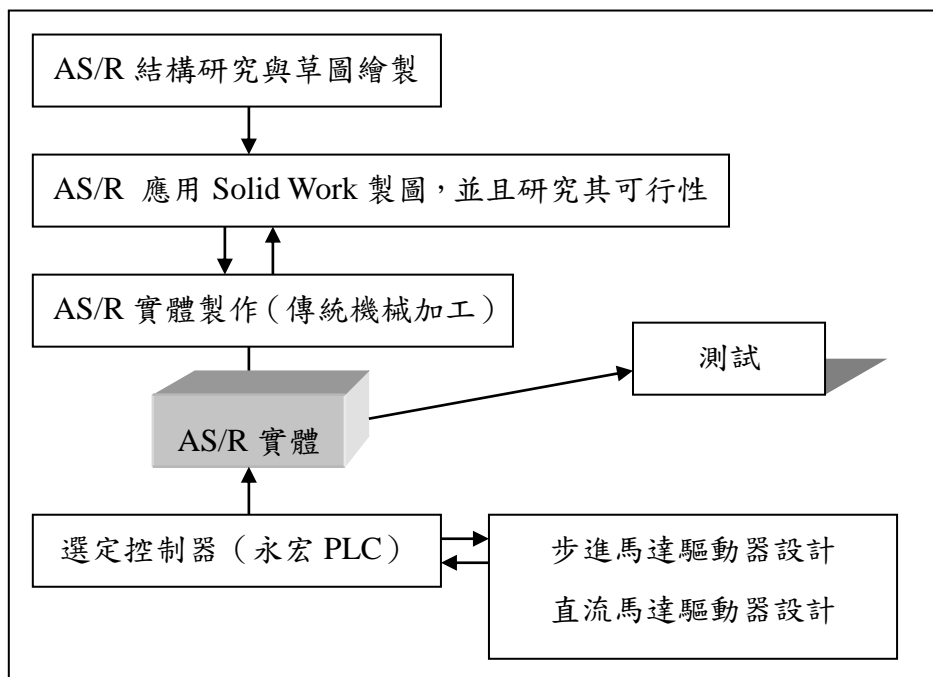 AS/R 結構研究與草圖繪製
AS/R 應用 Solid Work 製圖，並且研究其可行性
AS/R 實體製作（傳統機械加工）
測試
AS/R 實體
選定控制器（永宏 PLC）
步進馬達驅動器設計
直流馬達驅動器設計